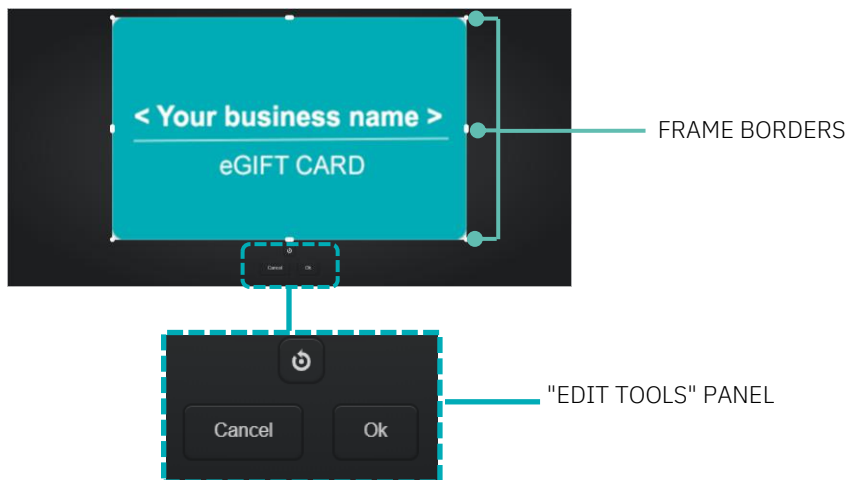 < Your business name >
eGIFT CARD
FRAME BORDERS
Cancel Ok
Cancel Ok
"EDIT TOOLS" PANEL